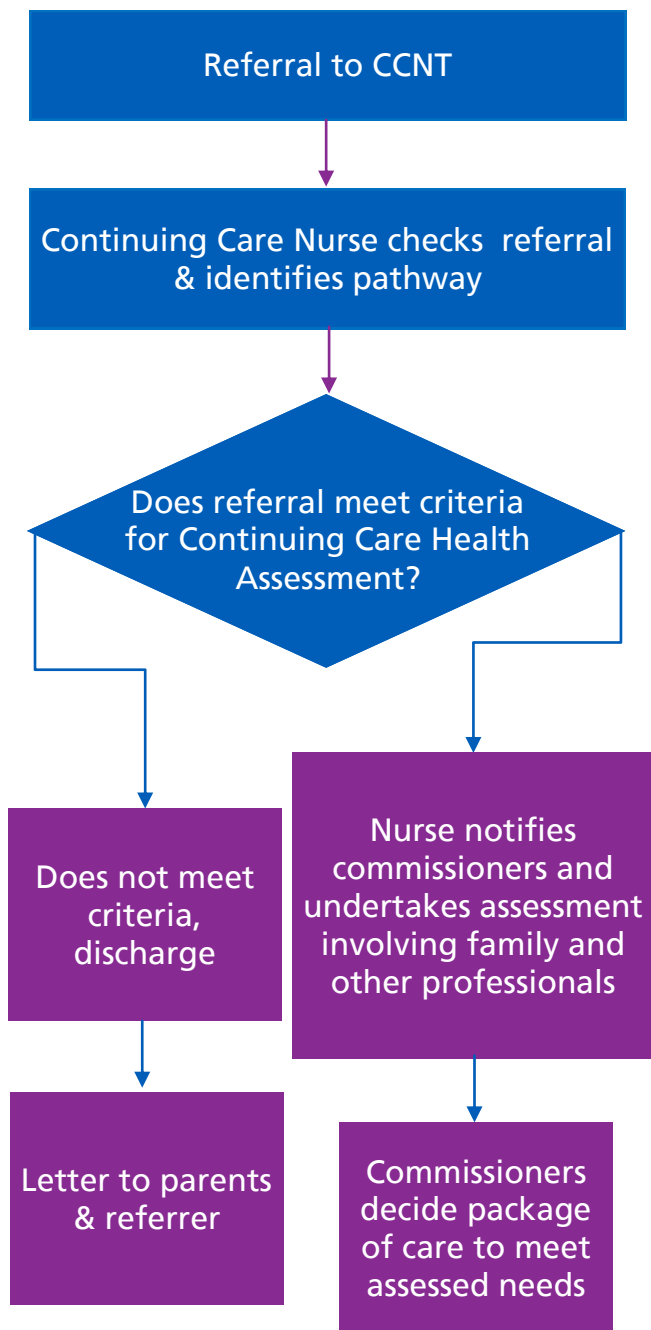 Referral to CCNT
Continuing Care Nurse checks referral
& identifies pathway
Does referral meet criteria
for Continuing Care Health
Assessment?
Does not meet
criteria,
discharge
Letter to parents
& referrer
Nurse notifies
commissioners and
undertakes assessment
involving family and
other professionals
Commissioners
decide package
of care to meet
assessed needs